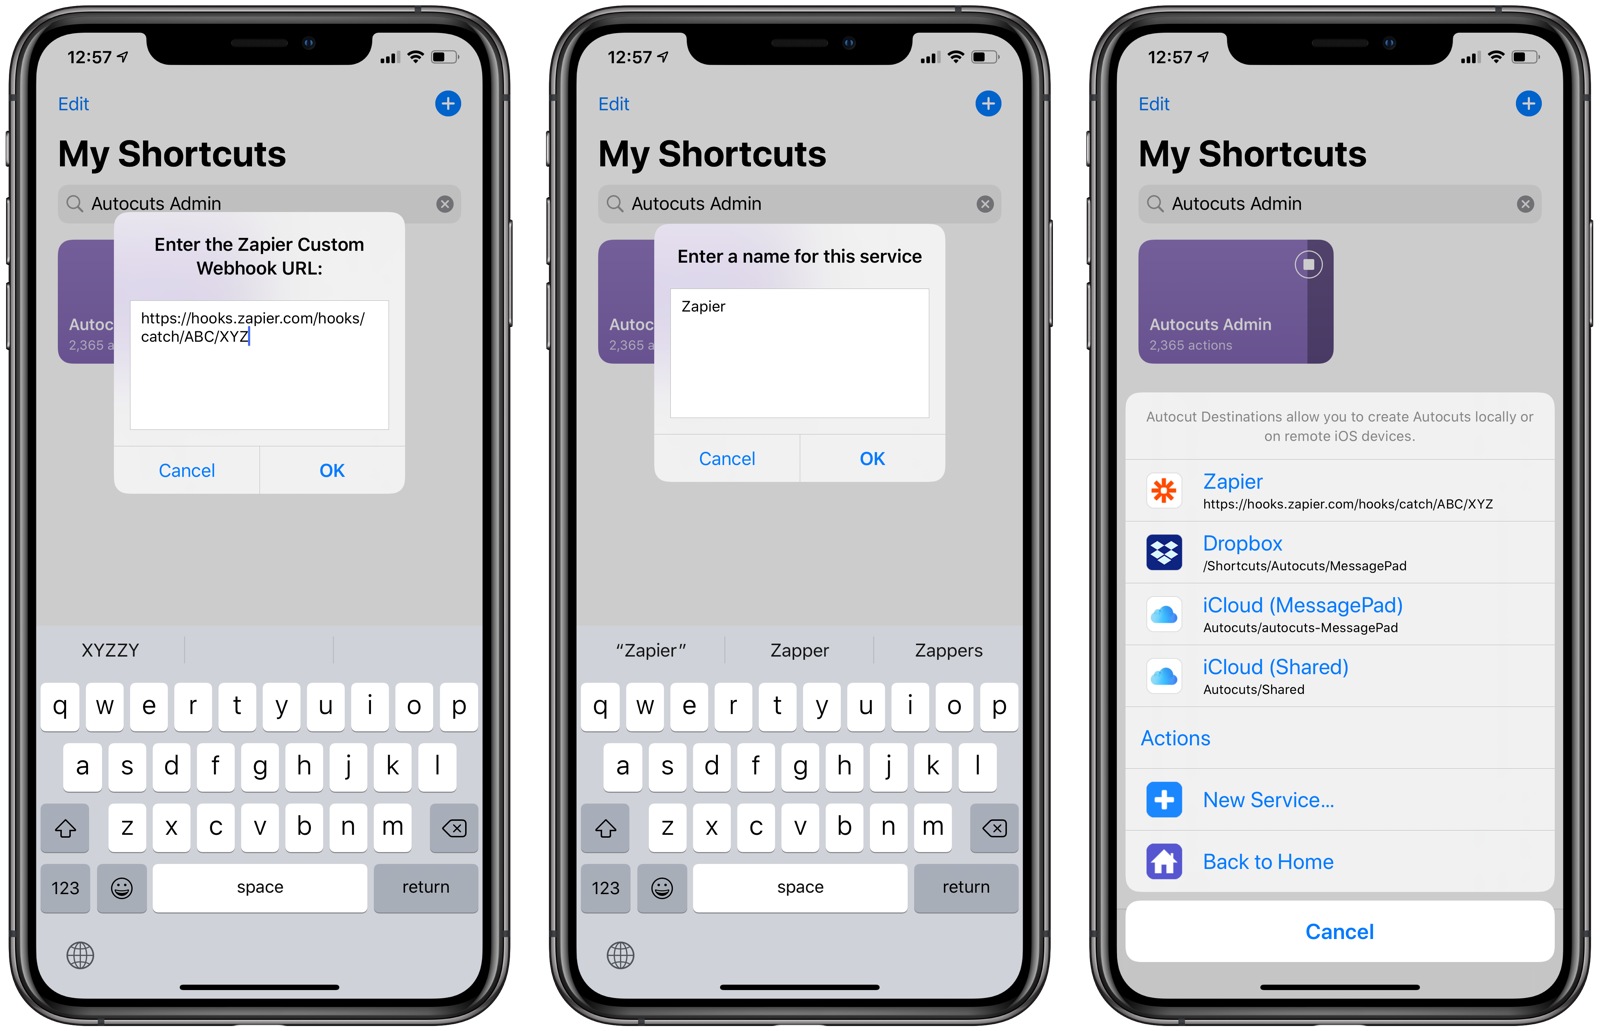 12:57
Edit
My Shortcuts
Autocuts Admin
Enter the Zapier Custom
Webhook URL:
Autoc
2,365 a
https://hooks.zapier.com/hooks/
catch/ABC/XYZ
Cancel
OK
XYZZY
q w e r t y u i o p
a s d f g h j k l
z x c v b n m
123
space
return
12:57
Edit
My Shortcuts
Autocuts Admin
Enter a name for this service
Autoc
2,365 a
Zapier
Cancel
OK
“Zapier”
Zapper
Zappers
q w e r t y u i o p
a s d f g h j k l
z x c v b n m
123
space
return
12:57
Edit
My Shortcuts
Autocuts Admin
Autocuts Admin
2,365 actions
Autocut Destinations allow you to create Autocuts locally or
on remote iOS devices.
Zapier
https://hooks.zapier.com/hooks/catch/ABC/XYZ
Dropbox
/Shortcuts/Autocuts/MessagePad
iCloud (MessagePad)
Autocuts/autocuts-MessagePad
iCloud (Shared)
Autocuts/Shared
Actions
New Service...
Back to Home
Cancel